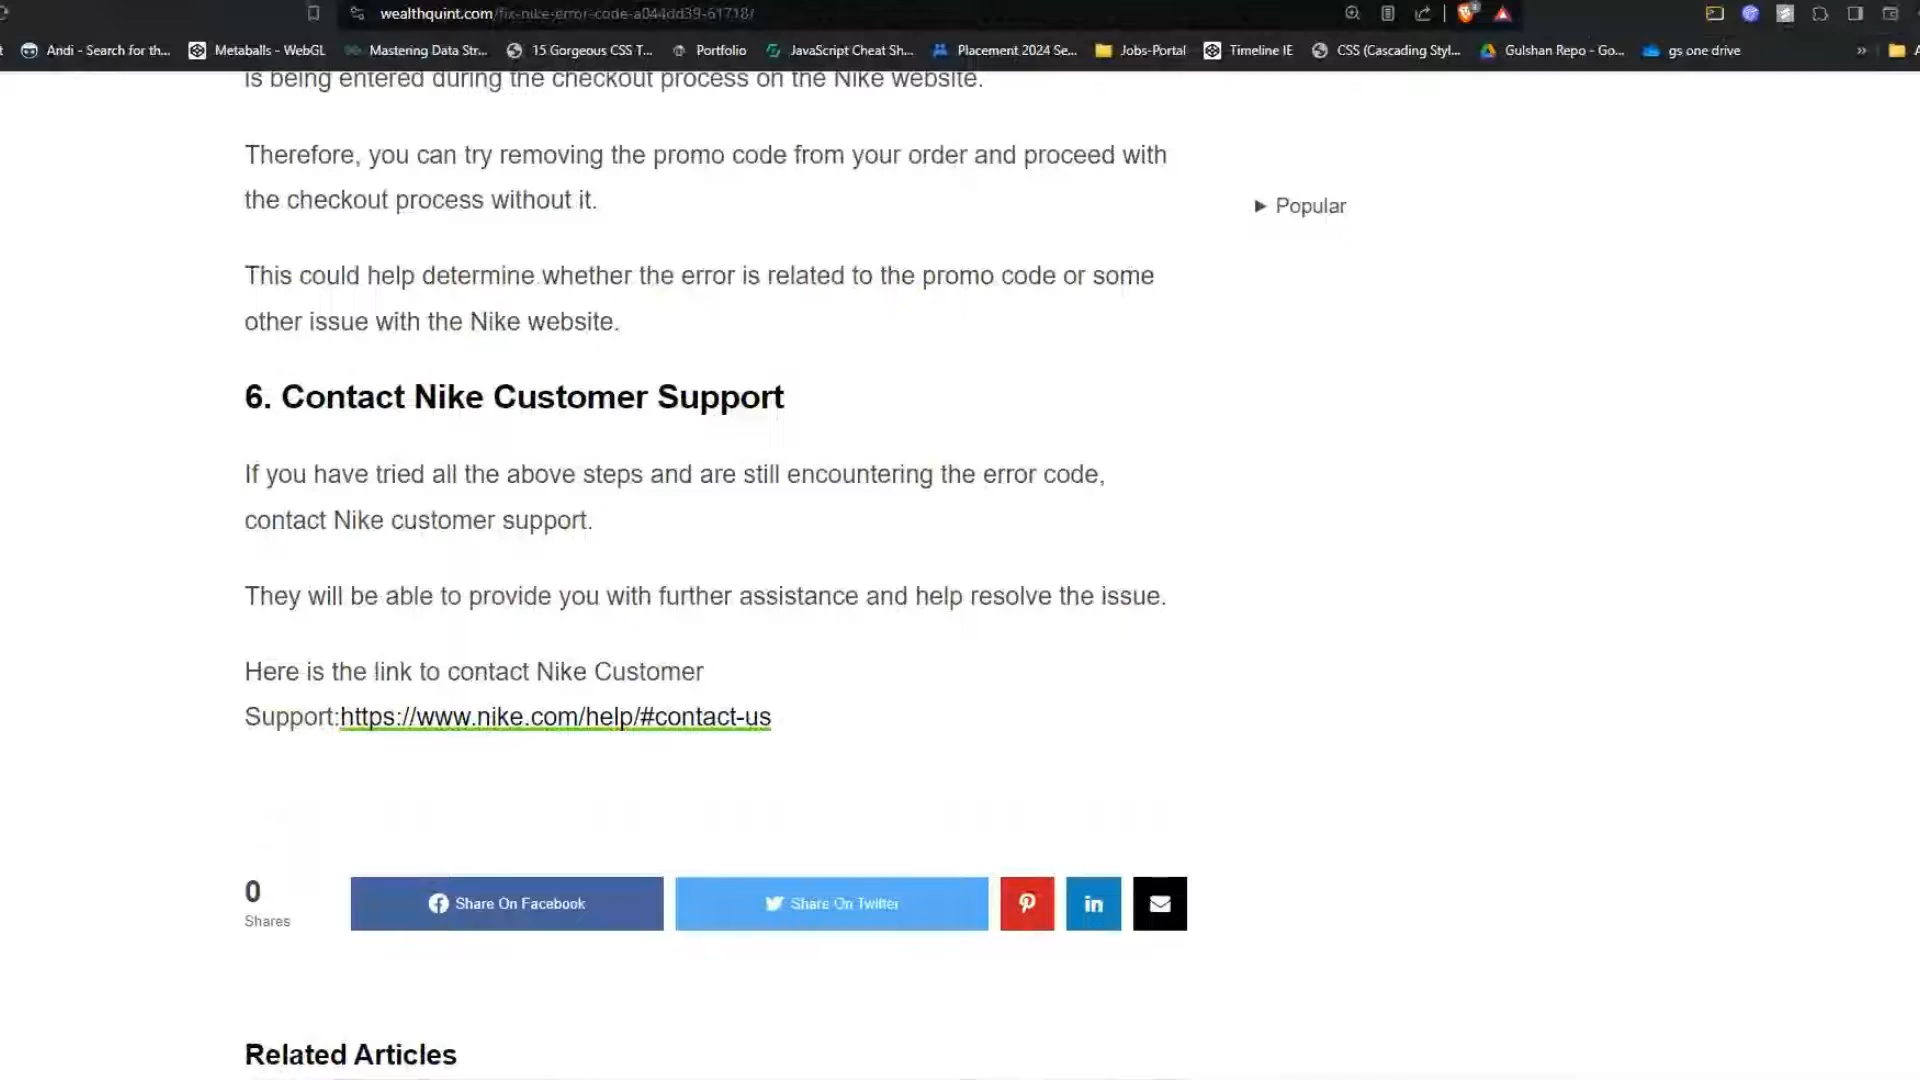 wealthquint.com/fix-nike-error-code-a044dd39-61718/
Andi - Search for th...
Metaballs - WebGL
Mastering Data Str...
15 Gorgeous CSS T...
Portfolio
JavaScript Cheat Sh...
Placement 2024 Se...
Jobs-Portal
Timeline IE
CSS (Cascading Styl...
Gulshan Repo - Go...
gs one drive
»
is being entered during the checkout process on the Nike website.
Therefore, you can try removing the promo code from your order and proceed with
the checkout process without it.
► Popular
This could help determine whether the error is related to the promo code or some
other issue with the Nike website.
6. Contact Nike Customer Support
If you have tried all the above steps and are still encountering the error code,
contact Nike customer support.
They will be able to provide you with further assistance and help resolve the issue.
Here is the link to contact Nike Customer
Support:https://www.nike.com/help/#contact-us
0
Shares
Share On Facebook
Share On Twitter
Related Articles